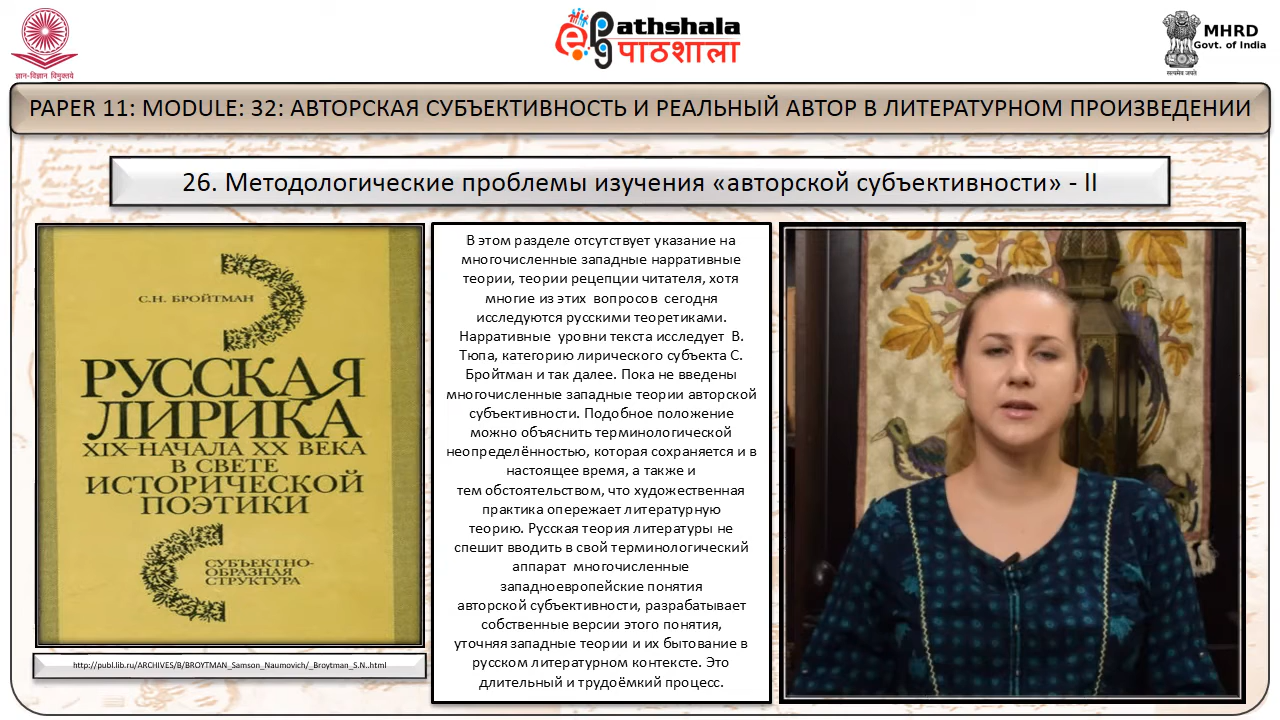 ज्ञान-विज्ञान विमुक्तये
ePathshala
पाठशाला
MHRD
Govt. of India
सत्यमेव जयते
PAPER 11: MODULE: 32: АВТОРСКАЯ СУБЪЕКТИВНОСТЬ И РЕАЛЬНЫЙ АВТОР В ЛИТЕРАТУРНОМ ПРОИЗВЕДЕНИИ
26. Методологические проблемы изучения «авторской субъективности» - II
С.Н. БРОЙТМАН
РУССКАЯ
ЛИРИКА
XIX–НАЧАЛА XX ВЕКА
В СВЕТЕ
ИСТОРИЧЕСКОЙ
ПОЭТИКИ
СУБЪЕКТНО-
ОБРАЗНАЯ
СТРУКТУРА
http://publ.lib.ru/ARCHIVES/B/BROYTMAN_Samson_Naumovich/_Broytman_S.N..html
В этом разделе отсутствует указание на
многочисленные западные нарративные
теории, теории рецепции читателя, хотя
многие из этих вопросов сегодня
исследуются русскими теоретиками.
Нарративные уровни текста исследует В.
Тюпа, категорию лирического субъекта С.
Бройтман и так далее. Пока не введены
многочисленные западные теории авторской
субъективности. Подобное положение
можно объяснить терминологической
неопределённостью, которая сохраняется и в
настоящее время, а также и
тем обстоятельством, что художественная
практика опережает литературную
теорию. Русская теория литературы не
спешит вводить в свой терминологический
аппарат многочисленные
западноевропейские понятия
авторской субъективности, разрабатывает
собственные версии этого понятия,
уточняя западные теории и их бытование в
русском литературном контексте. Это
длительный и трудоёмкий процесс.